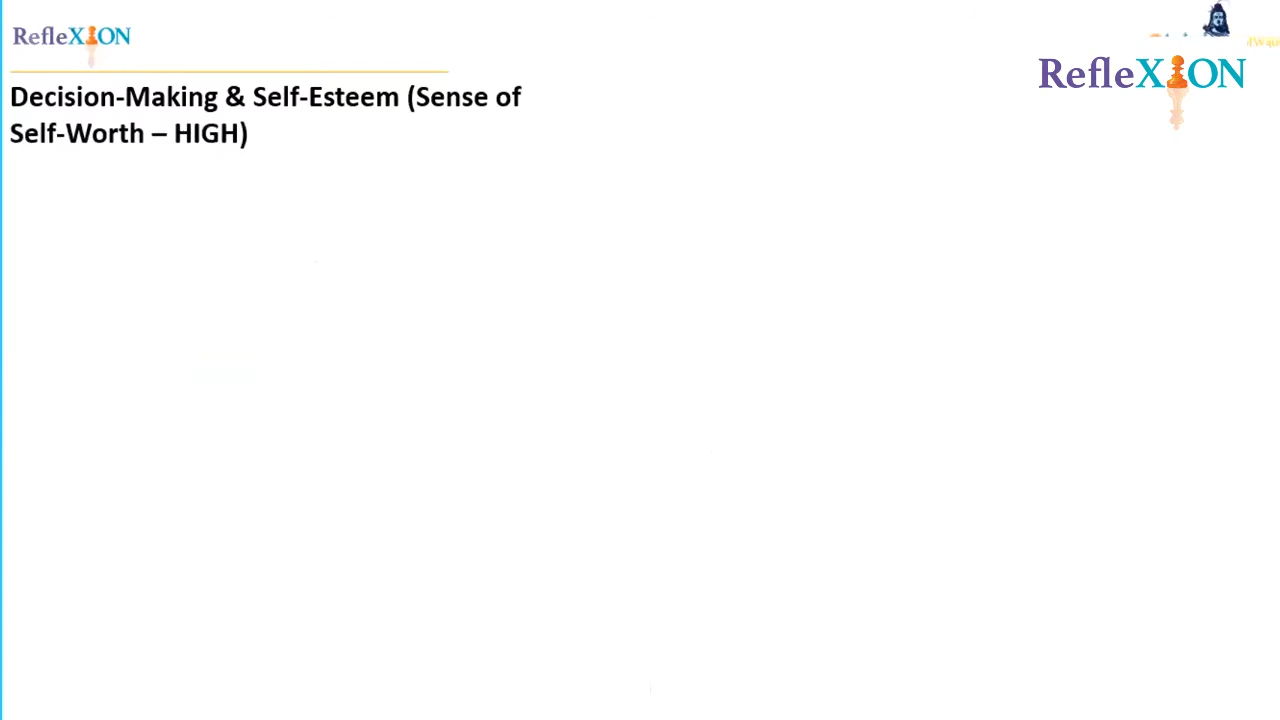 RefleXION
RefleXION
Decision-Making & Self-Esteem (Sense of
Self-Worth – HIGH)